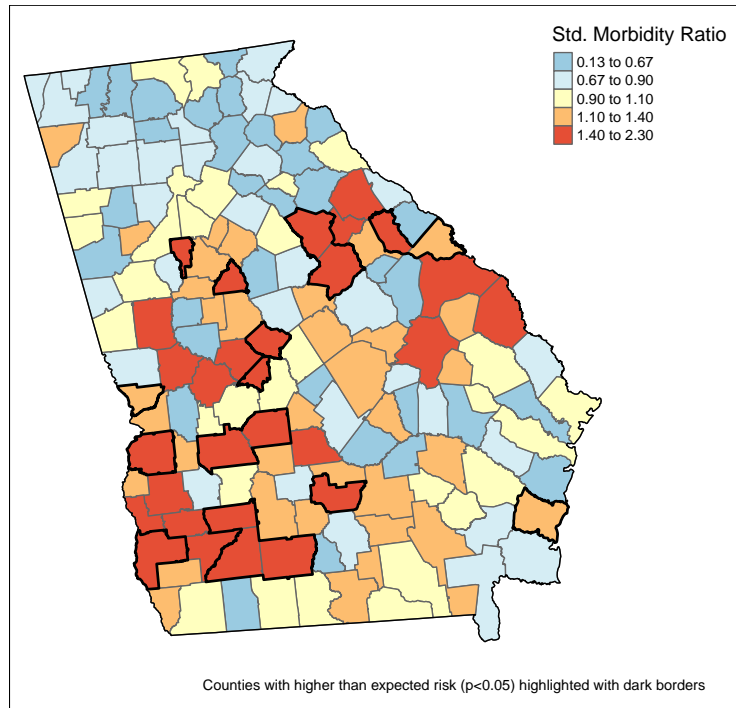 Std. Morbidity Ratio
0.13 to 0.67
0.67 to 0.90
0.90 to 1.10
1.10 to 1.40
1.40 to 2.30
Counties with higher than expected risk (p<0.05) highlighted with dark borders